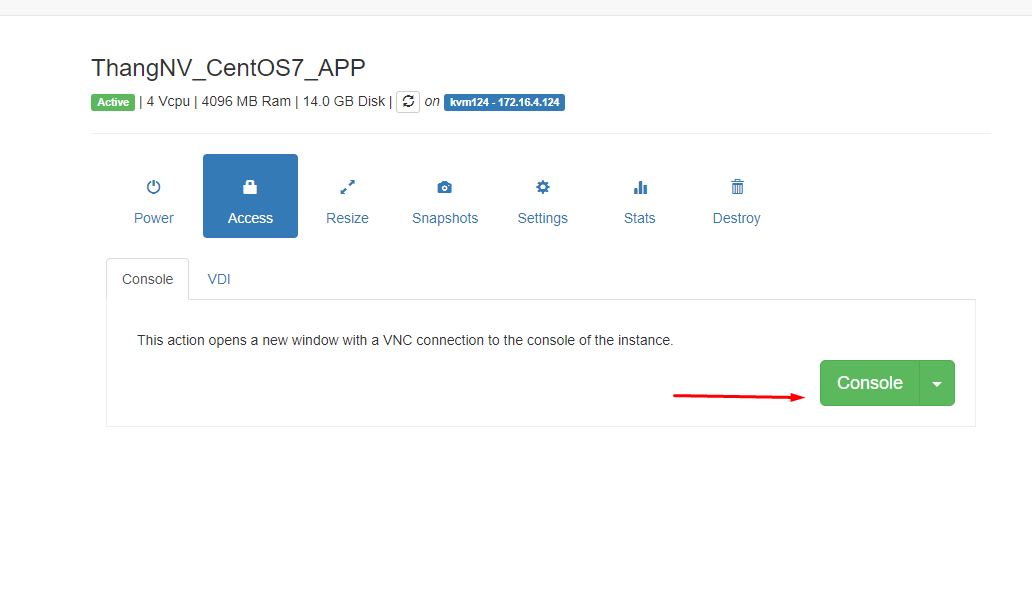 ThangNV_CentOS7_APP
Active | 4 Vcpu | 4096 MB Ram | 14.0 GB Disk | on kvm124 - 172.16.4.124
Power Access Resize Snapshots Settings Stats Destroy
Console VDI
This action opens a new window with a VNC connection to the console of the instance.
Console